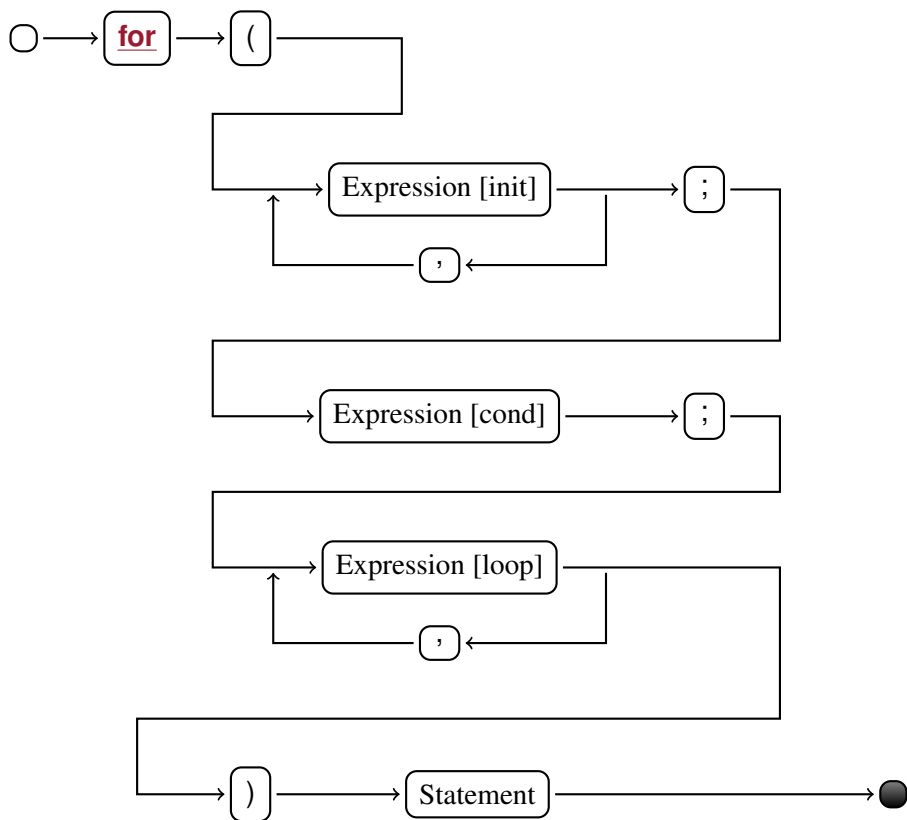 for (
Expression [init] ;
,
Expression [cond] ;
Expression [loop]
,
) Statement